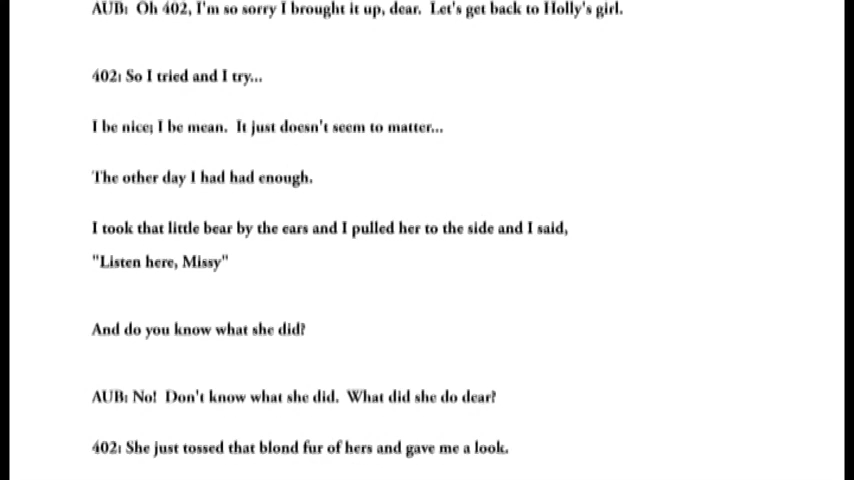 AUB: Oh 402, I'm so sorry I brought it up, dear. Let's get back to Holly's girl.
402: So I tried and I try...
I be nice; I be mean. It just doesn't seem to matter...
The other day I had had enough.
I took that little bear by the ears and I pulled her to the side and I said,
"Listen here, Missy"
And do you know what she did?
AUB: No! Don't know what she did. What did she do dear?
402: She just tossed that blond fur of hers and gave me a look.